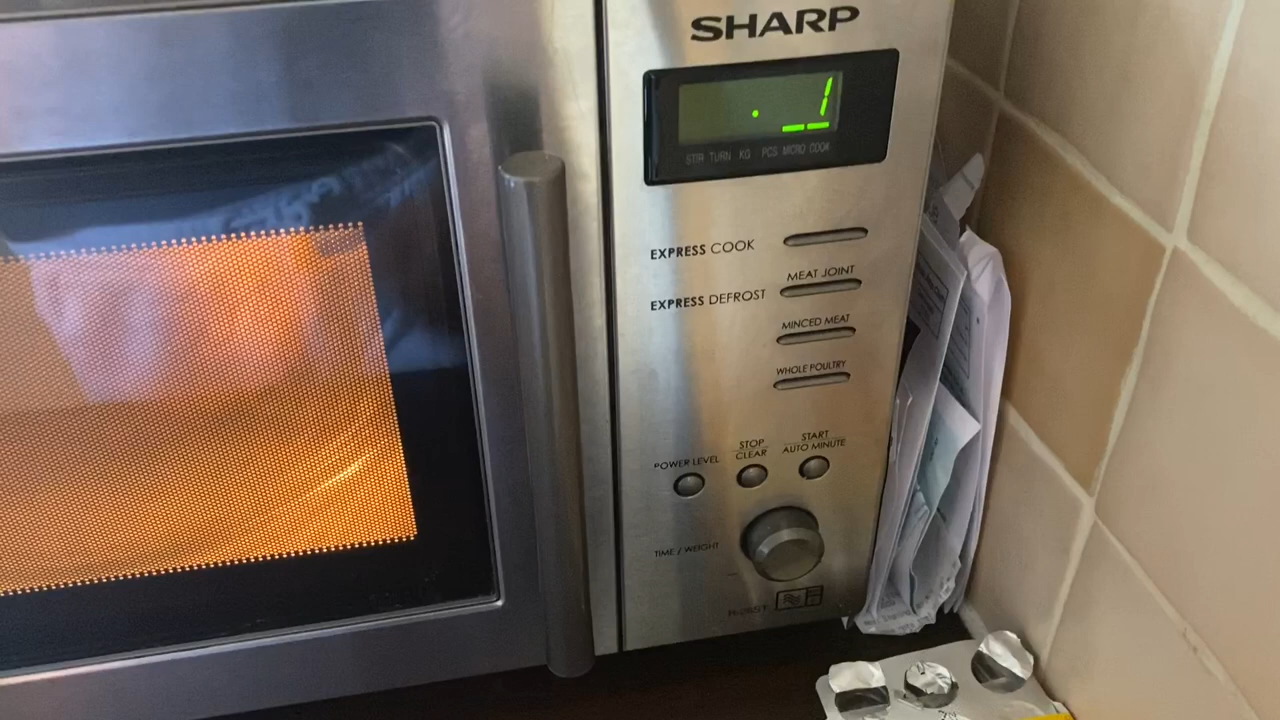 SHARP
1
STIR TURN KG PCS MICRO COOK
EXPRESS COOK
MEAT JOINT
EXPRESS DEFROST
MINCED MEAT
WHOLE POULTRY
POWER LEVEL
STOP
CLEAR
START
AUTO MINUTE
TIME / WEIGHT